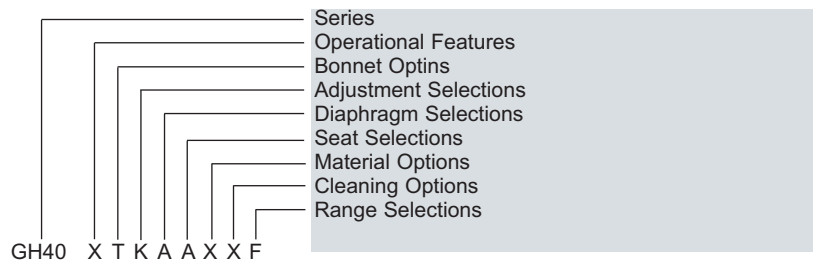 Series
Operational Features
Bonnet Optins
Adjustment Selections
Diaphragm Selections
Seat Selections
Material Options
Cleaning Options
Range Selections
GH40 X T K A A X X F